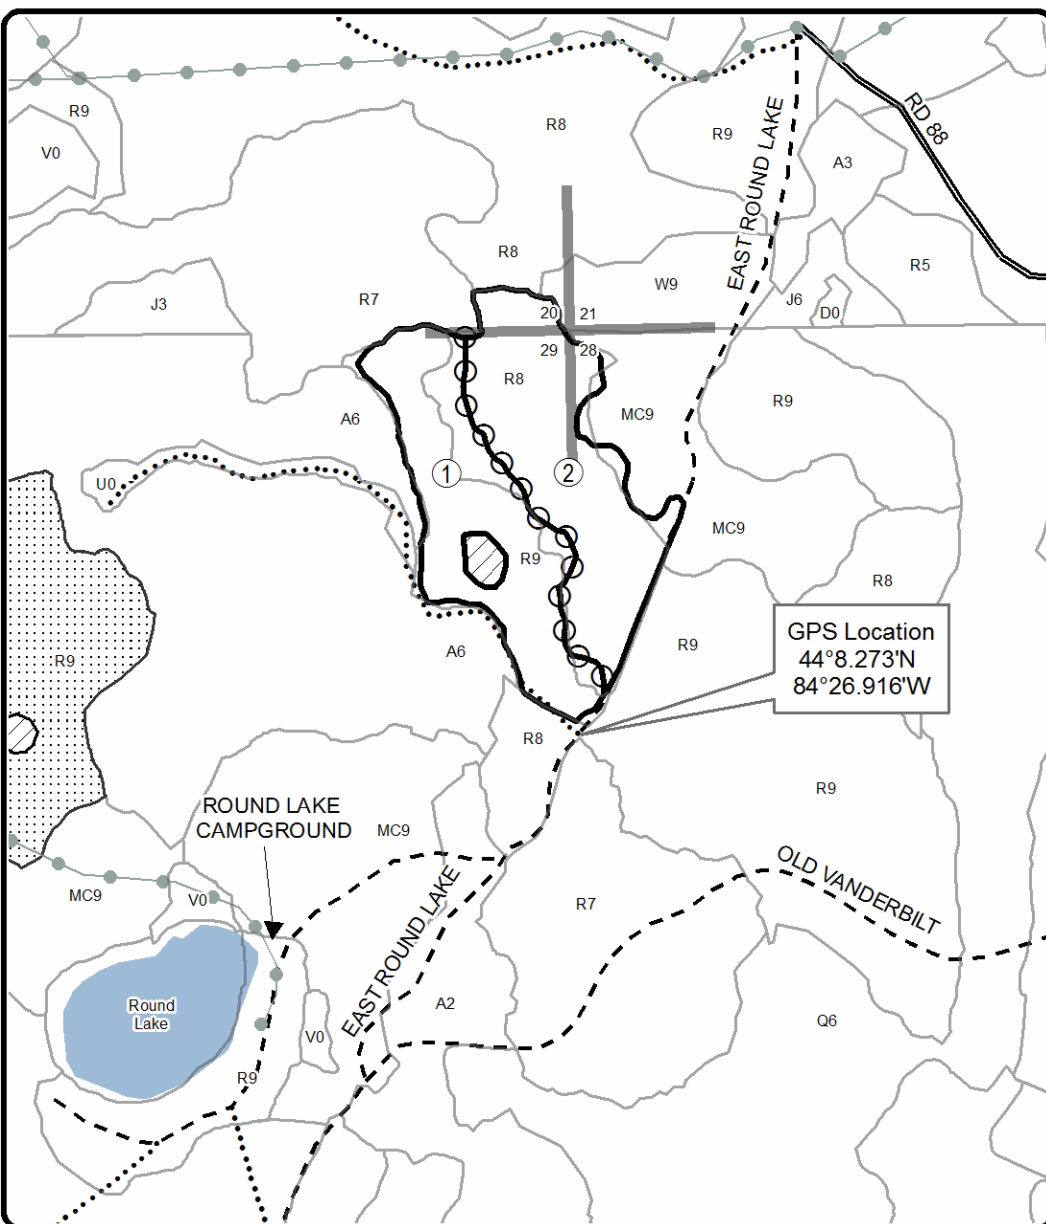 RD 88
R9
V0
R8
R9
A3
EAST ROUND LAKE
R8
W9
R5
J3
R7
J6
D0
20
21
29
28
R8
MC9
R9
A6
1
2
U0
MC9
R9
R8
GPS Location
44°8.273'N
84°26.916'W
R9
A6
R9
R8
R9
ROUND LAKE
CAMPGROUND
MC9
OLD VANDERBILT
MC9
V0
R7
EAST ROUND LAKE
A2
Round
Lake
V0
Q6
R9